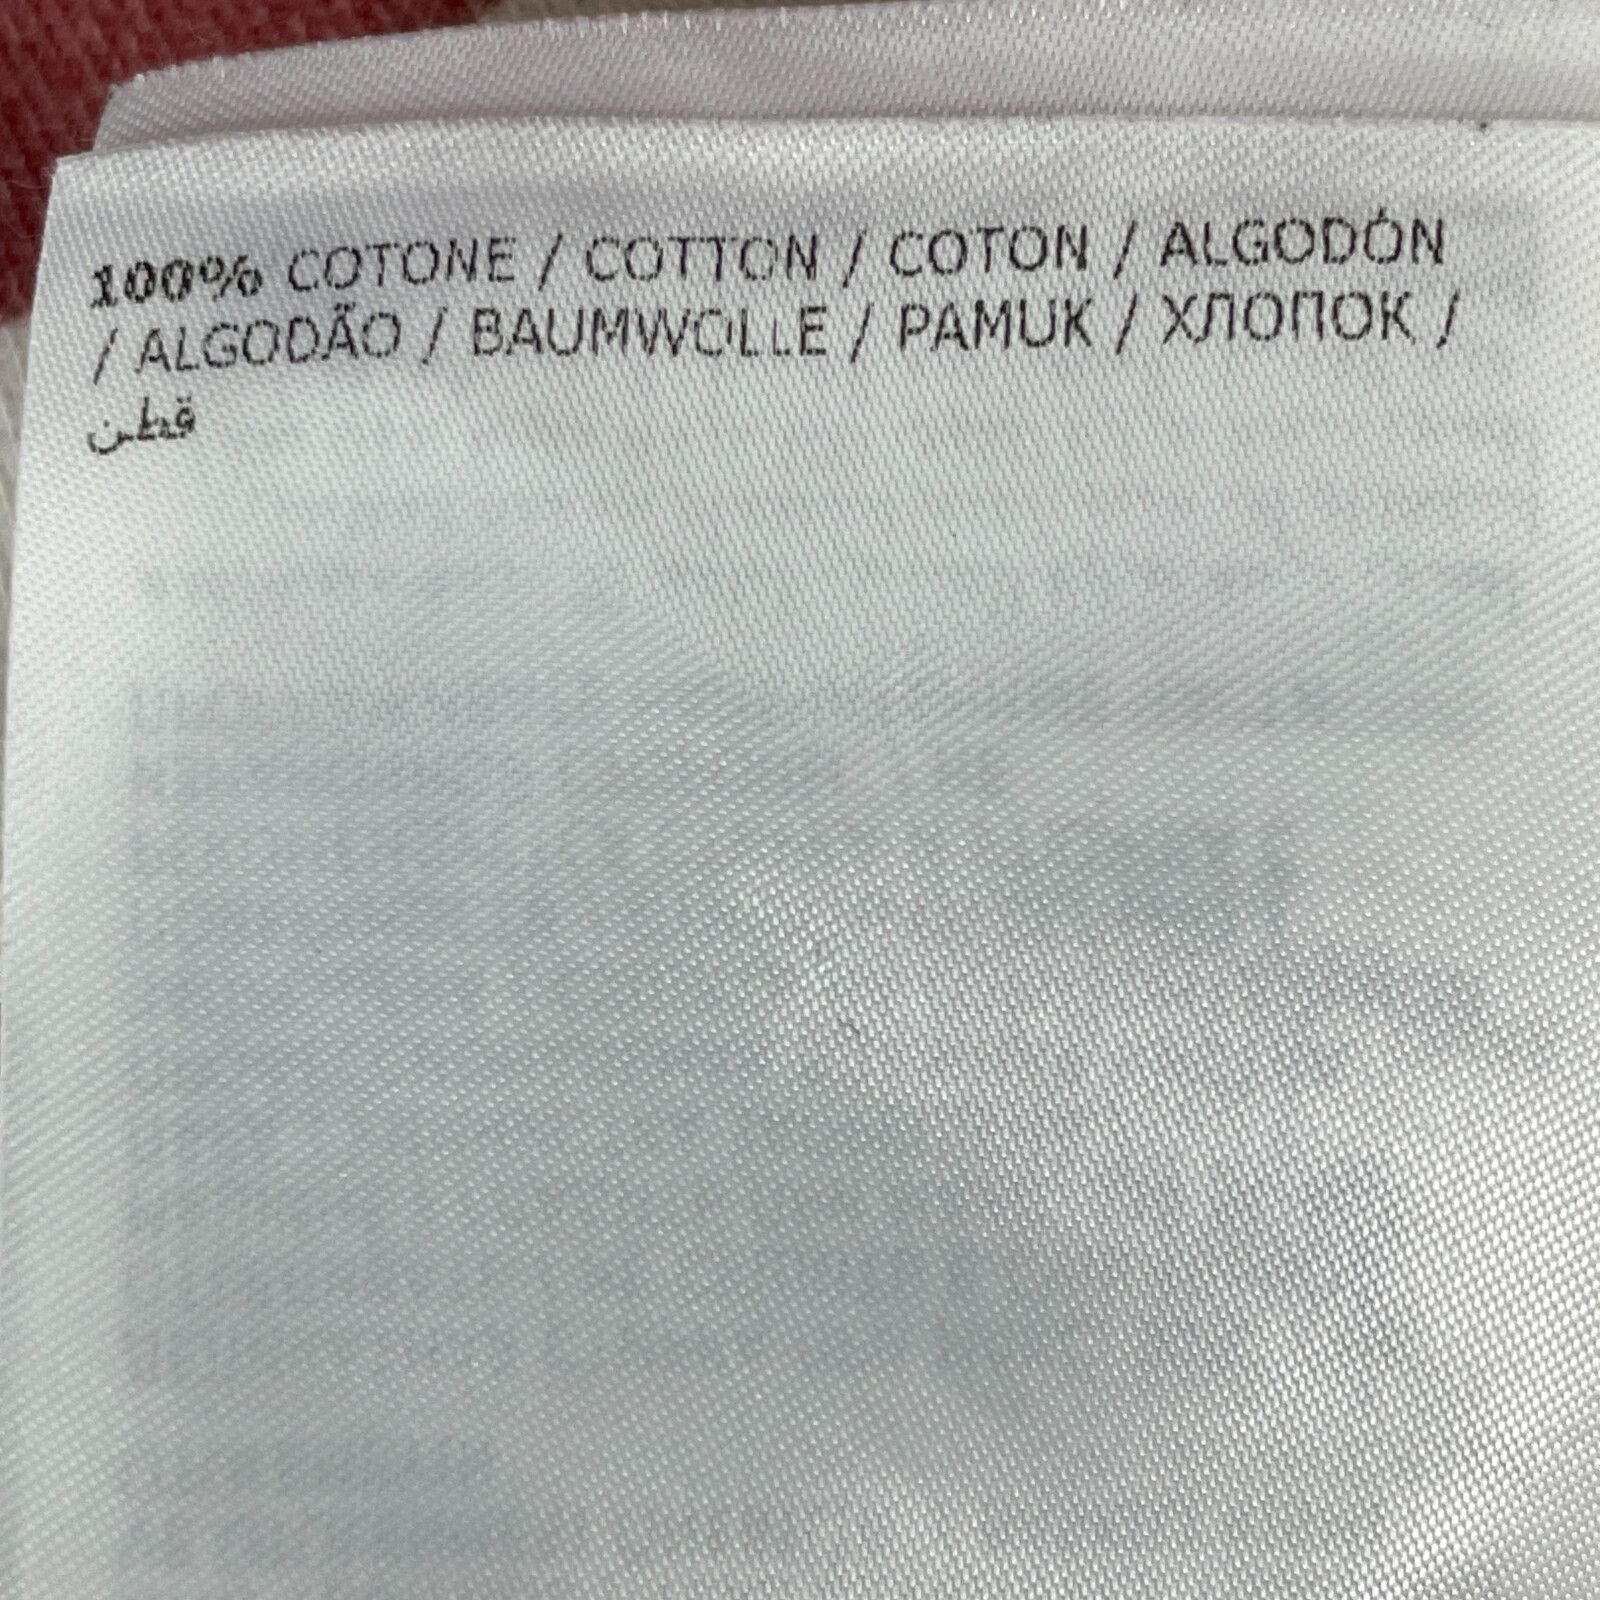 100% COTONE / COTTON / COTON / ALGODÓN
/ ALGODÃO / BAUMWOLLE / PAMUK / ХЛОПОК /
قطن